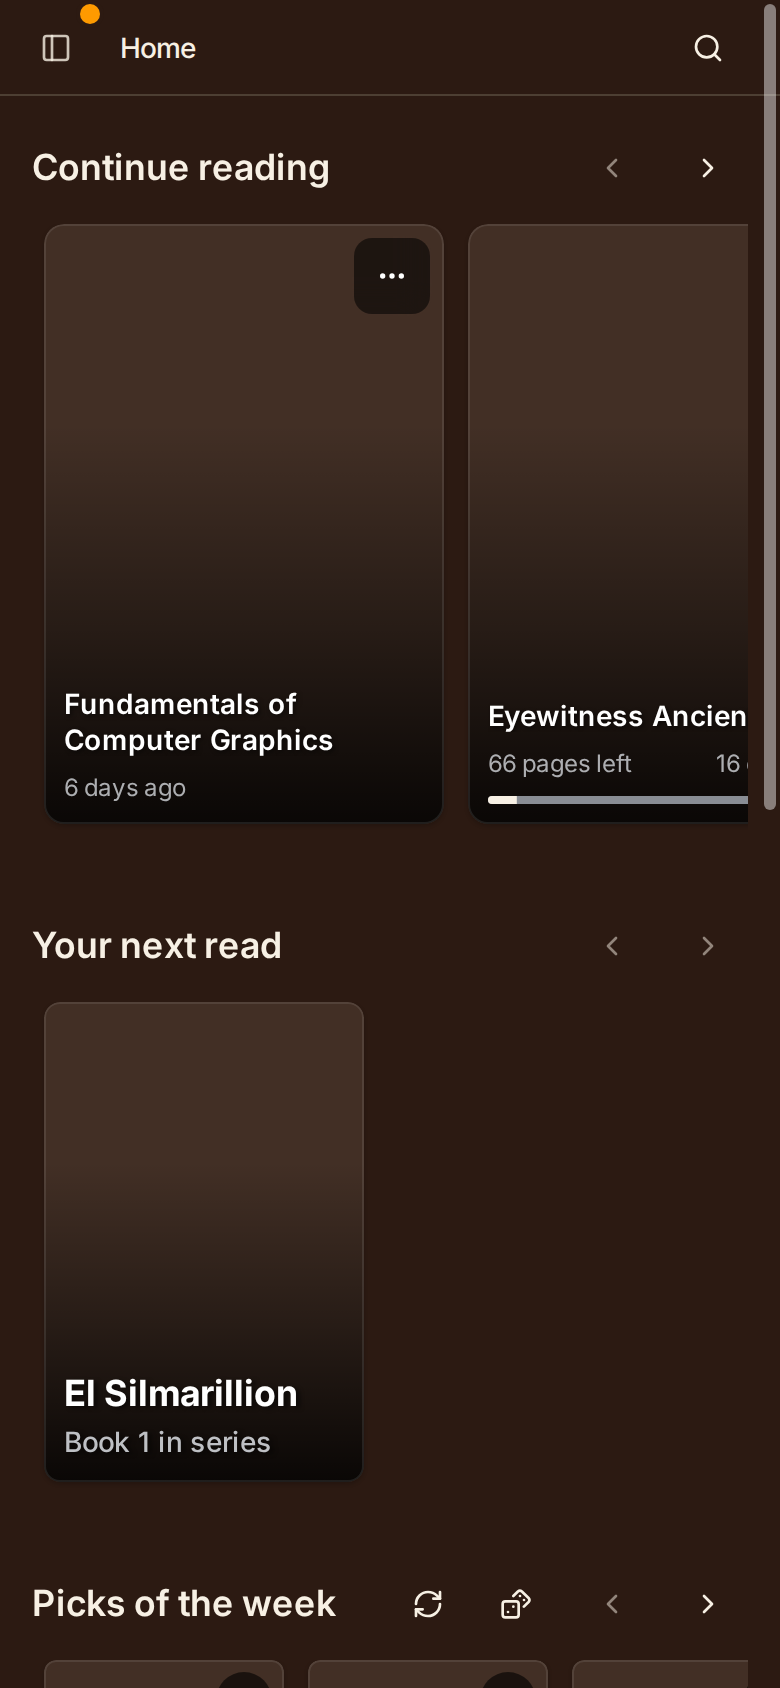 Home
Continue reading
Fundamentals of
Computer Graphics
6 days ago
Eyewitness Ancien
66 pages left
16
Your next read
El Silmarillion
Book 1 in series
Picks of the week